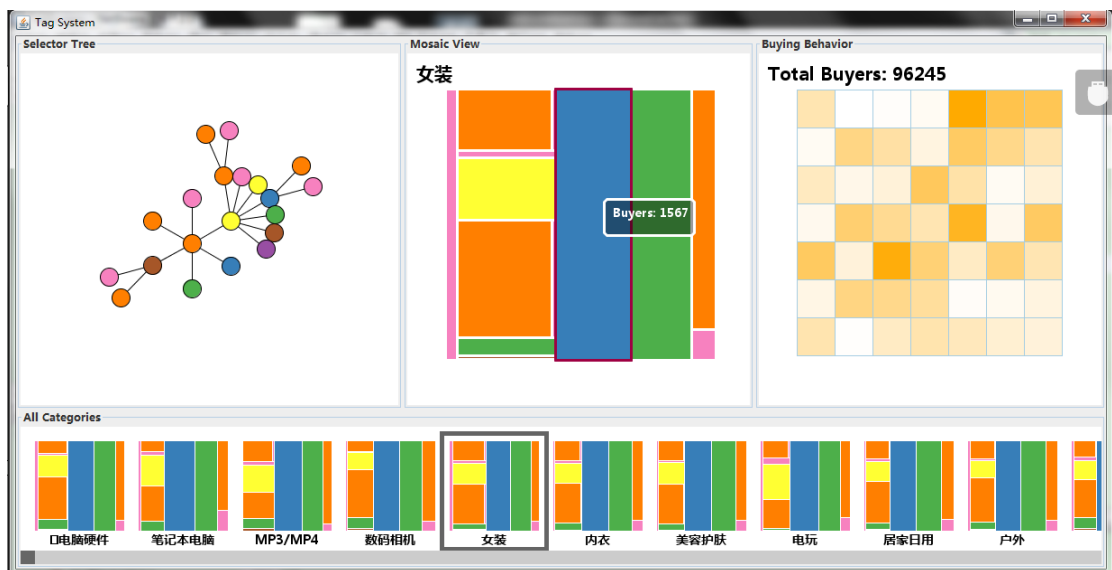 Tag System
Selector Tree
Mosaic View
女装
Buyers: 1567
Buying Behavior
Total Buyers: 96245
All Categories
电脑硬件
笔记本电脑
MP3/MP4
数码相机
女装
内衣
美容护肤
电玩
居家日用
户外